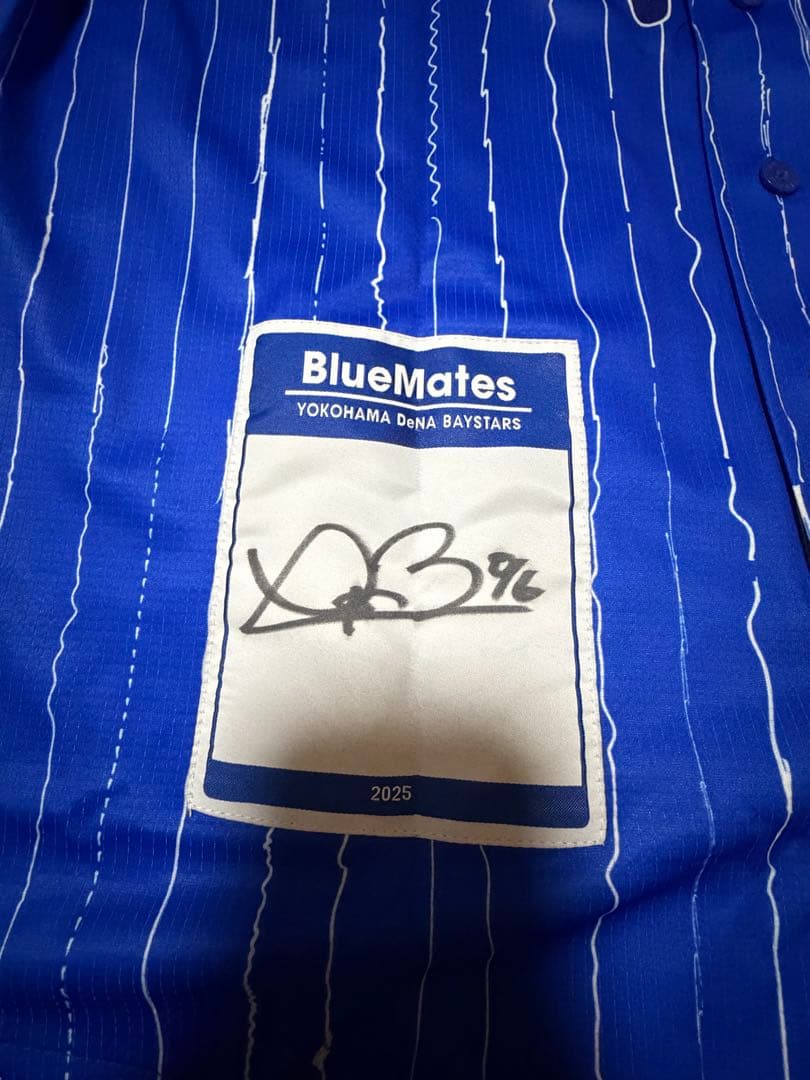 BlueMates
YOKOHAMA DeNA BAYSTARS
96
2025